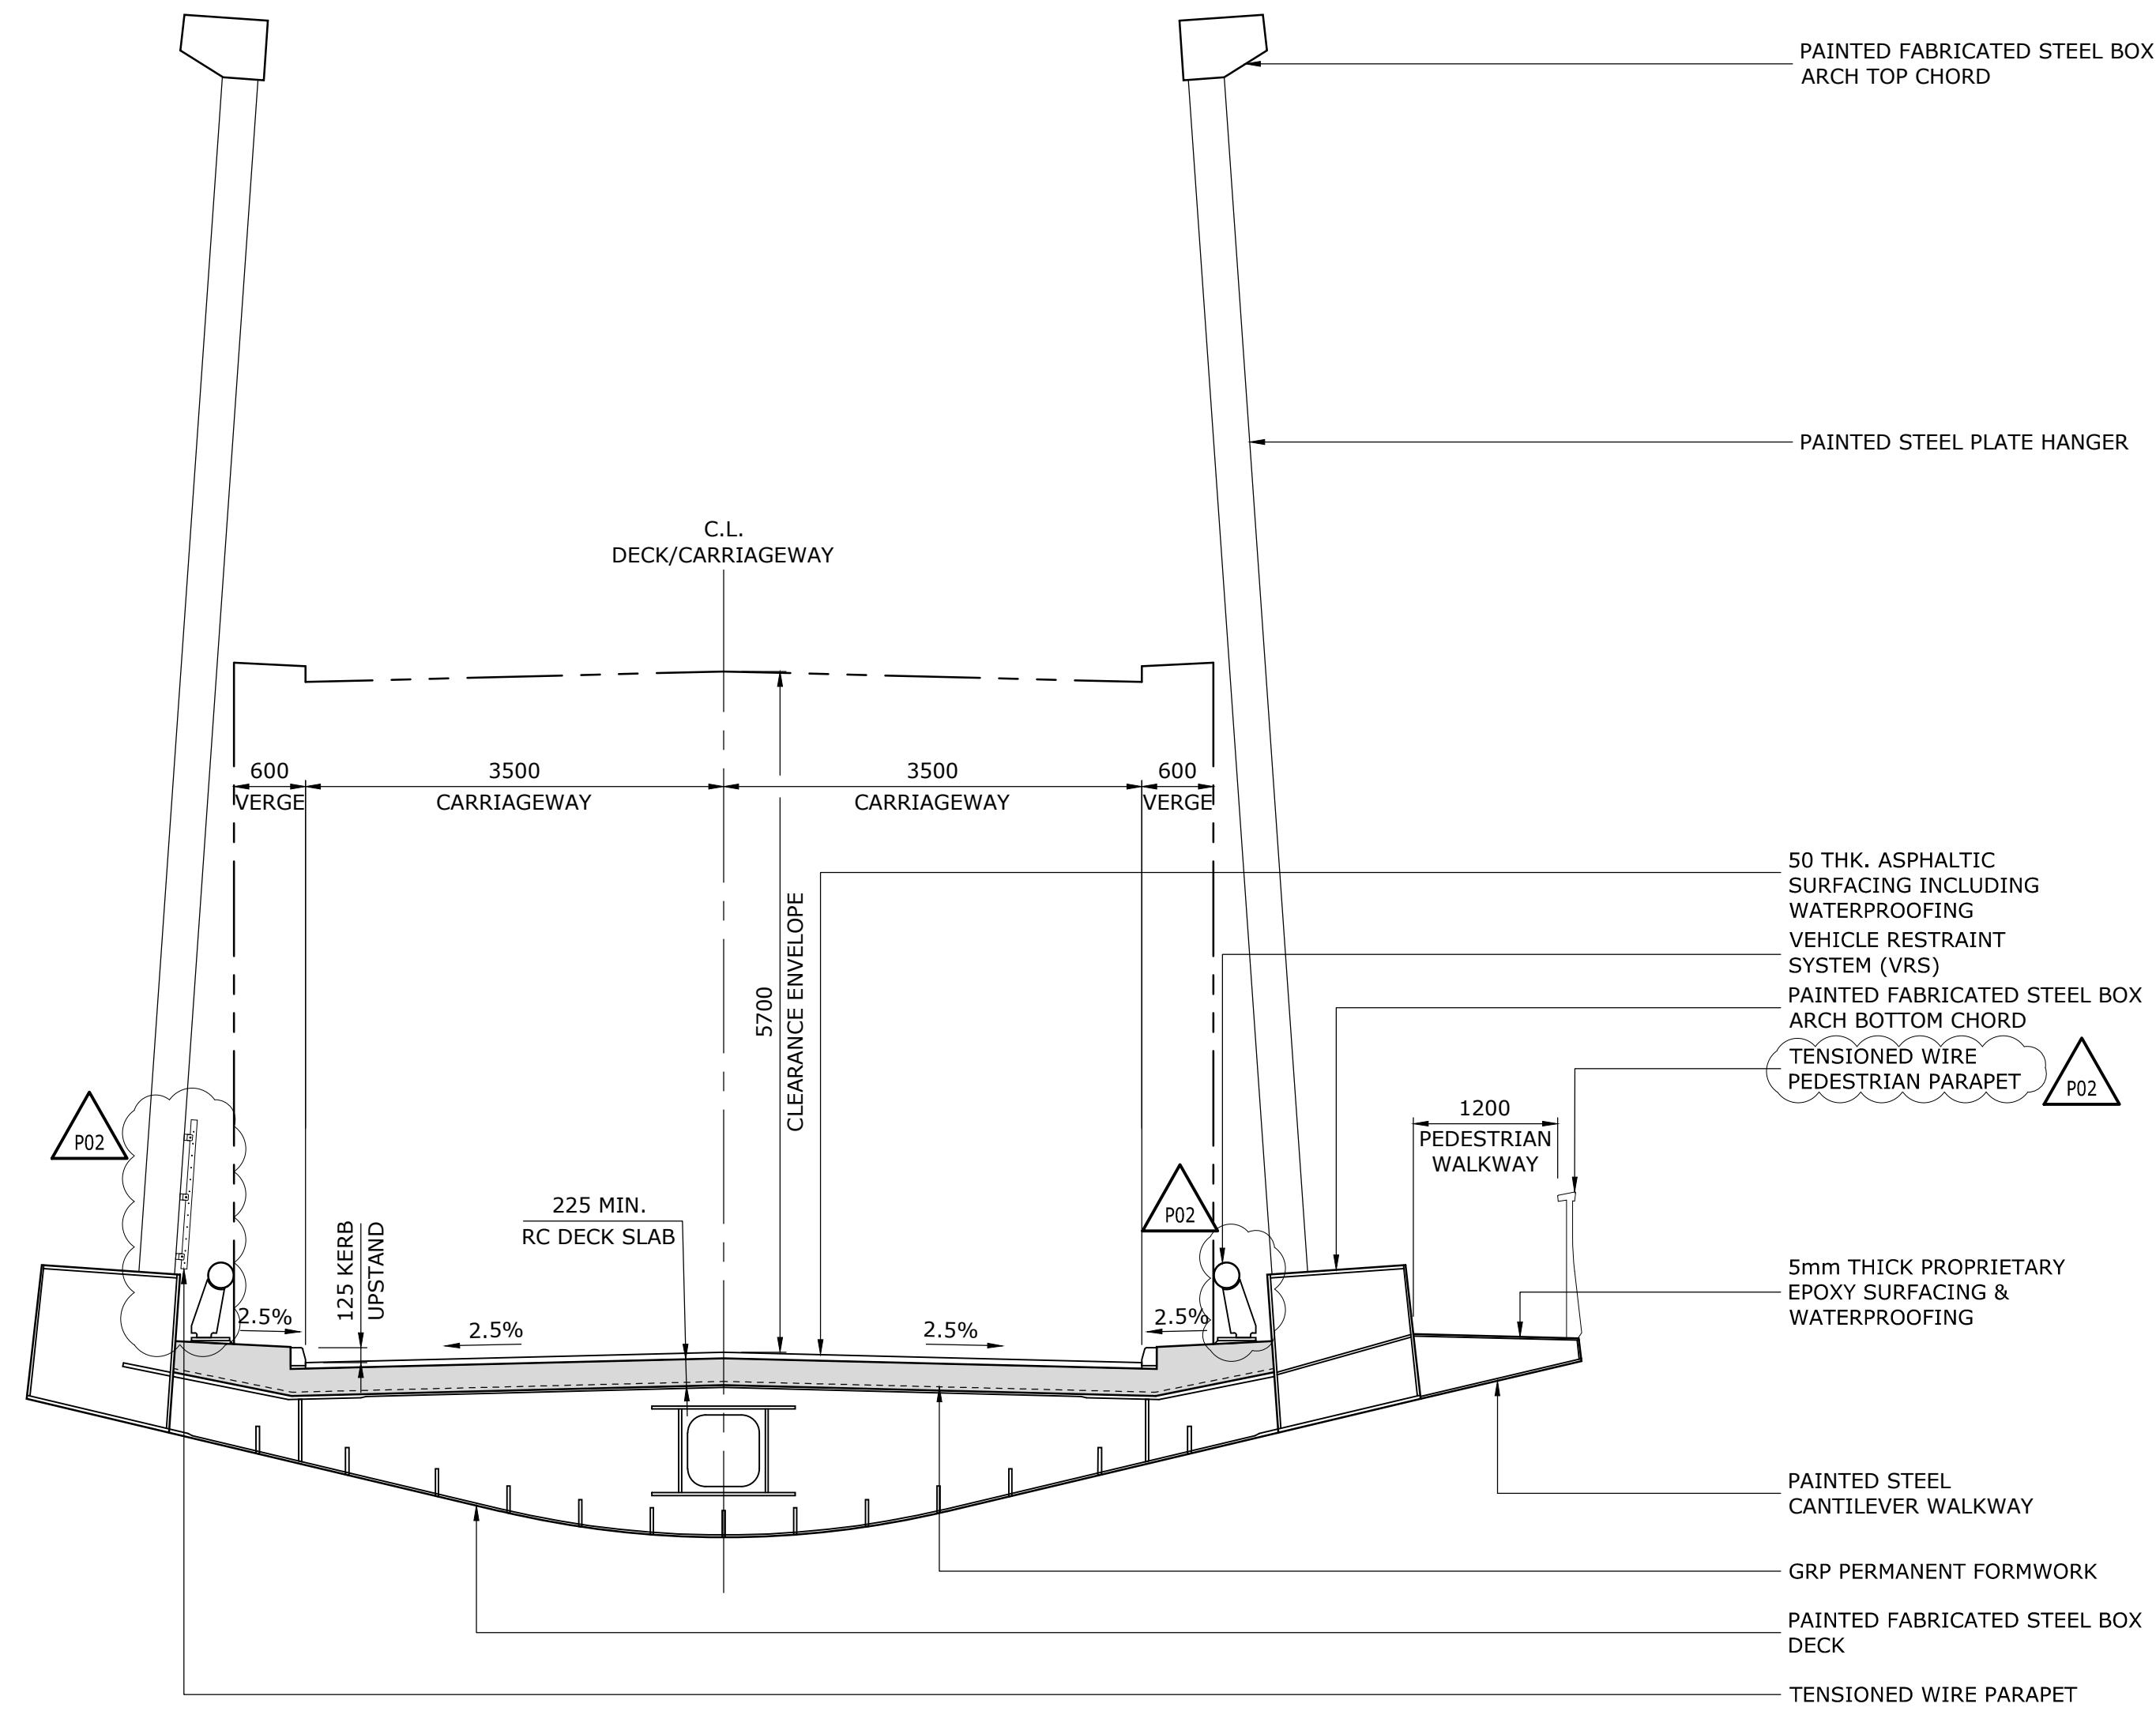 PAINTED FABRICATED STEEL BOX
ARCH TOP CHORD
PAINTED STEEL PLATE HANGER
C.L.
DECK/CARRIAGEWAY
600
3500
3500
600
VERGE
CARRIAGEWAY
CARRIAGEWAY
VERGE
5700
CLEARANCE ENVELOPE
50 THK. ASPHALTIC
SURFACING INCLUDING
WATERPROOFING
VEHICLE RESTRAINT
SYSTEM (VRS)
PAINTED FABRICATED STEEL BOX
ARCH BOTTOM CHORD
TENSIONED WIRE
PEDESTRIAN PARAPET
P02
1200
PEDESTRIAN
WALKWAY
P02
P02
225 MIN.
RC DECK SLAB
125 KERB
UPSTAND
2.5%
2.5%
2.5%
2.5%
5mm THICK PROPRIETARY
EPOXY SURFACING &
WATERPROOFING
PAINTED STEEL
CANTILEVER WALKWAY
GRP PERMANENT FORMWORK
PAINTED FABRICATED STEEL BOX
DECK
TENSIONED WIRE PARAPET